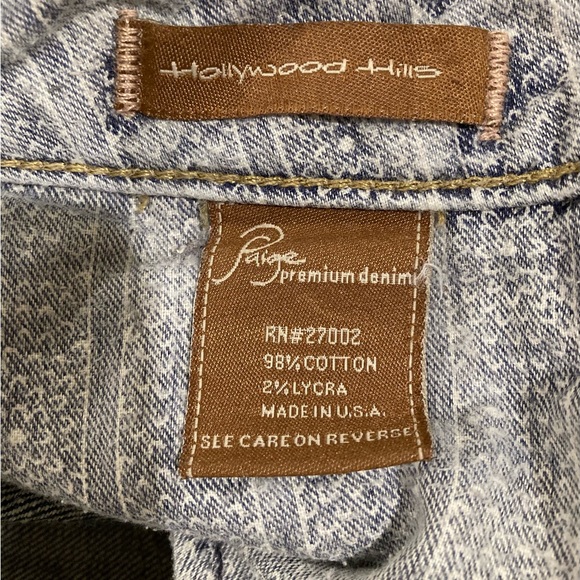 Hollywood Hills
Paige
premium denim
RN#27002
98% COTTON
2% LYCRA
MADE IN U.S.A.
SEE CARE ON REVERSE